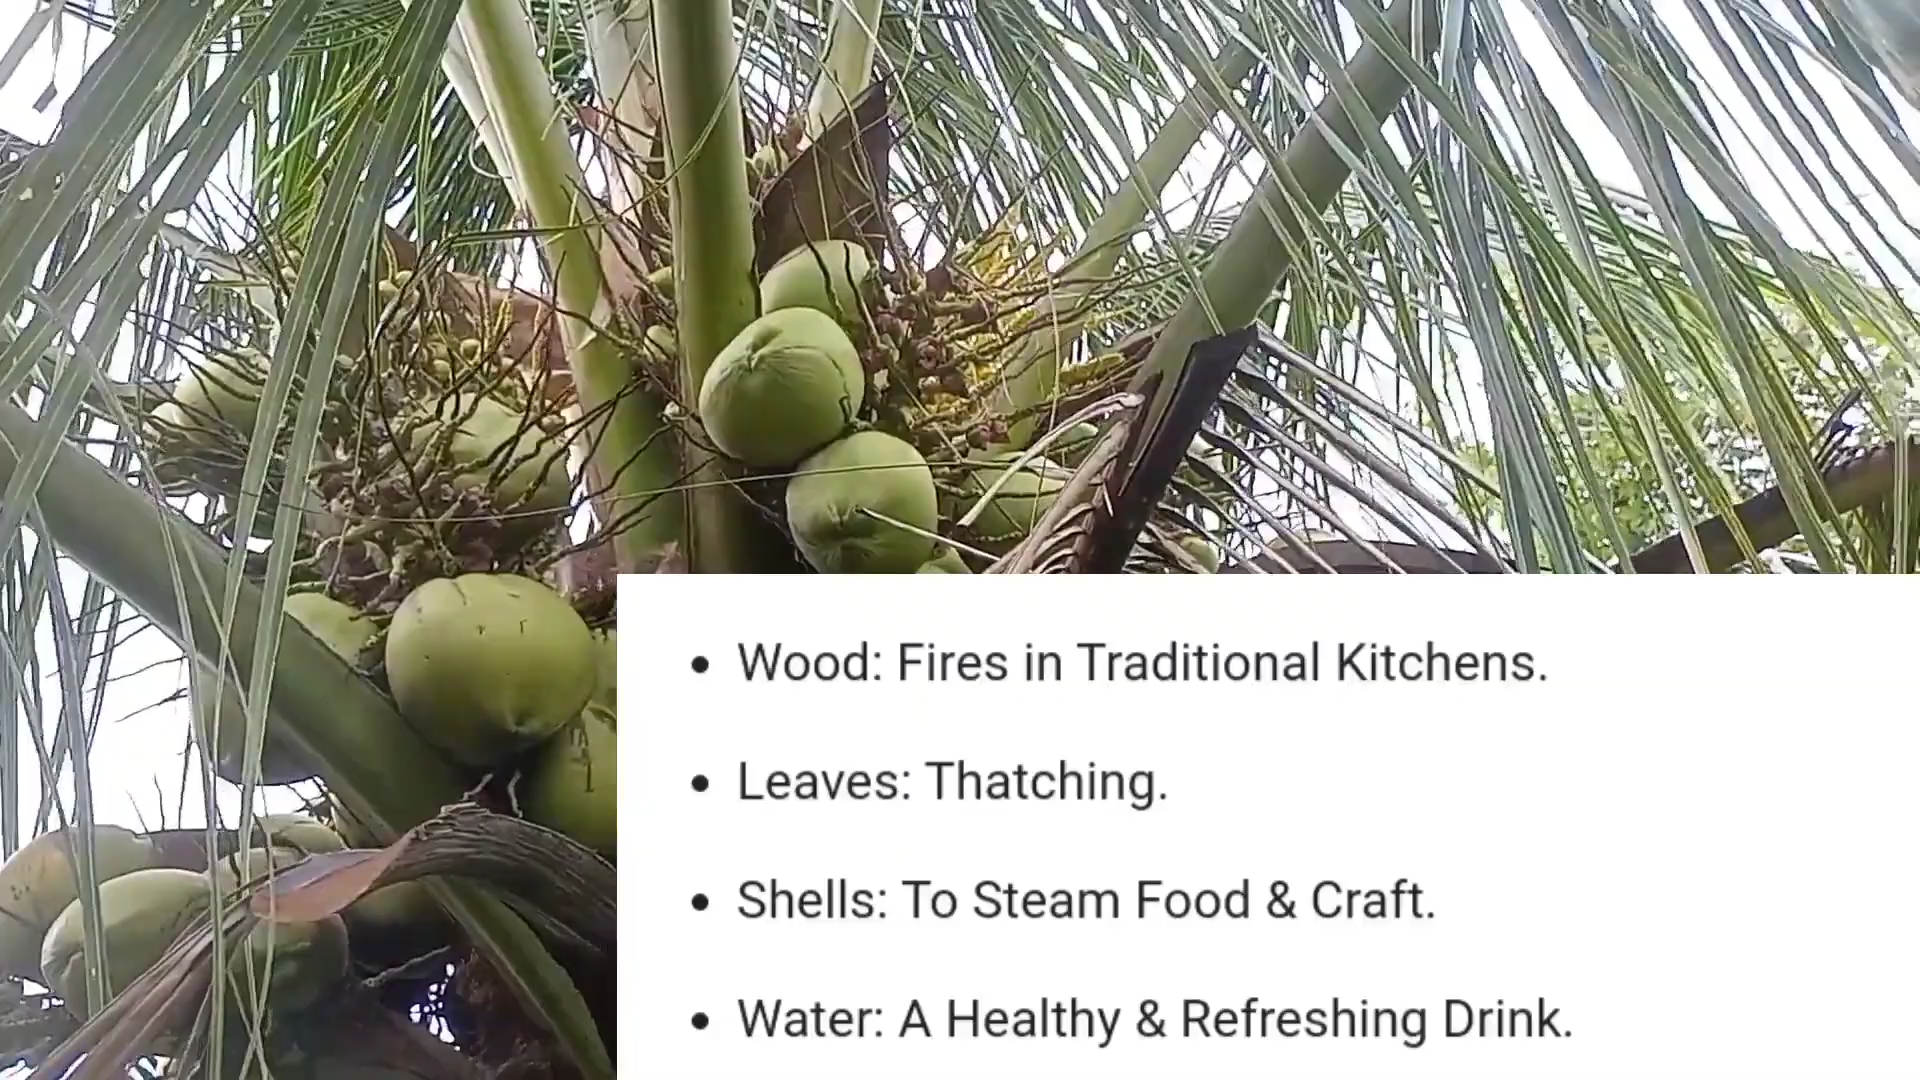 • Wood: Fires in Traditional Kitchens.
• Leaves: Thatching.
• Shells: To Steam Food & Craft.
• Water: A Healthy & Refreshing Drink.